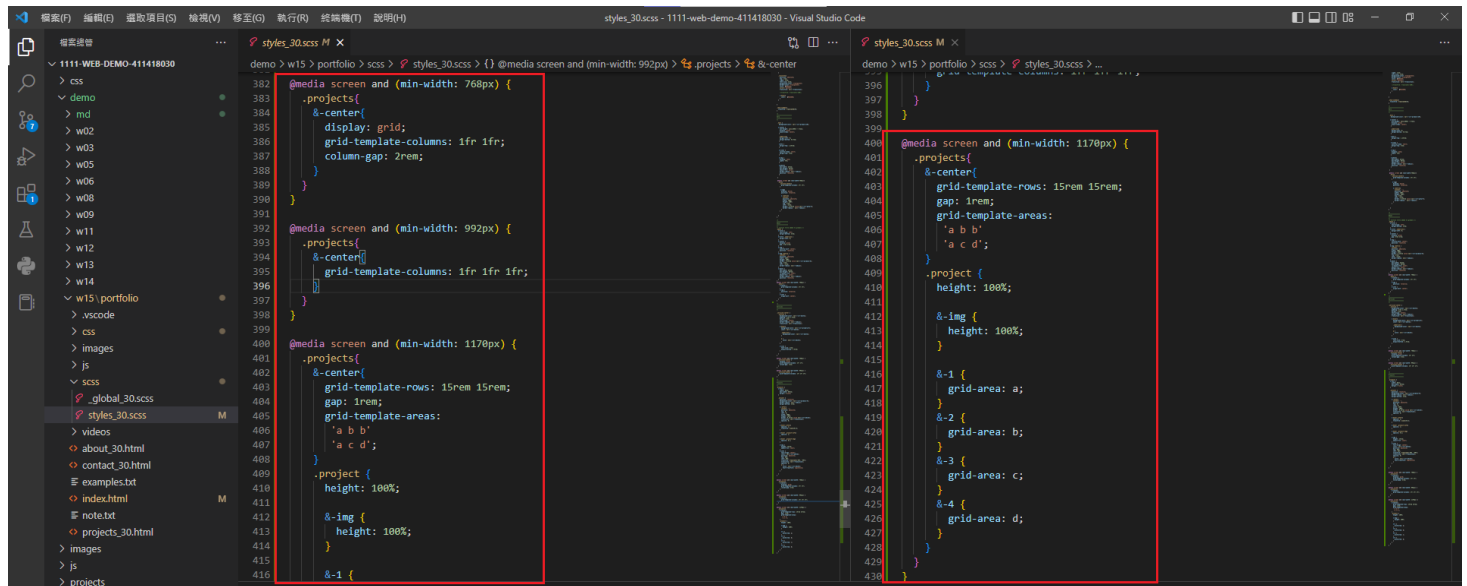 檔案(F) 編輯(E) 選取項目(S) 檢視(V) 移至(G) 執行(R) 終端機(T) 說明(H)
styles_30.scss - 1111-web-demo-411418030 - Visual Studio Code
檔案總管
1111-WEB-DEMO-411418030
css
demo
md
w02
w03
w05
w06
w08
w09
w11
w12
w13
w14
w15 \ portfolio
.vscode
css
images
js
scss
_global_30.scss
styles_30.scss M
videos
about_30.html
contact_30.html
examples.txt
index.html M
note.txt
projects_30.html
images
js
projects
7
1
styles_30.scss M
demo > w15 > portfolio > scss > styles_30.scss > {} @media screen and (min-width: 992px) > .projects > &-center
382 @media screen and (min-width: 768px) {
383 .projects{
384 &-center{
385 display: grid;
386 grid-template-columns: 1fr 1fr;
387 column-gap: 2rem;
388 }
389 }
390 }
391
392 @media screen and (min-width: 992px) {
393 .projects{
394 &-center{
395 grid-template-columns: 1fr 1fr 1fr;
396 }
397 }
398 }
399
400 @media screen and (min-width: 1170px) {
401 .projects{
402 &-center{
403 grid-template-rows: 15rem 15rem;
404 gap: 1rem;
405 grid-template-areas:
406 'a b b'
407 'a c d';
408 }
409 .project {
410 height: 100%;
411
412 &-img {
413 height: 100%;
414 }
415
416 &-1 {
styles_30.scss M
demo > w15 > portfolio > scss > styles_30.scss > ...
395 grid-template-columns: 1fr 1fr 1fr;
396 }
397 }
398 }
399
400 @media screen and (min-width: 1170px) {
401 .projects{
402 &-center{
403 grid-template-rows: 15rem 15rem;
404 gap: 1rem;
405 grid-template-areas:
406 'a b b'
407 'a c d';
408 }
409 .project {
410 height: 100%;
411
412 &-img {
413 height: 100%;
414 }
415
416 &-1 {
417 grid-area: a;
418 }
419 &-2 {
420 grid-area: b;
421 }
422 &-3 {
423 grid-area: c;
424 }
425 &-4 {
426 grid-area: d;
427 }
428 }
429 }
430 }